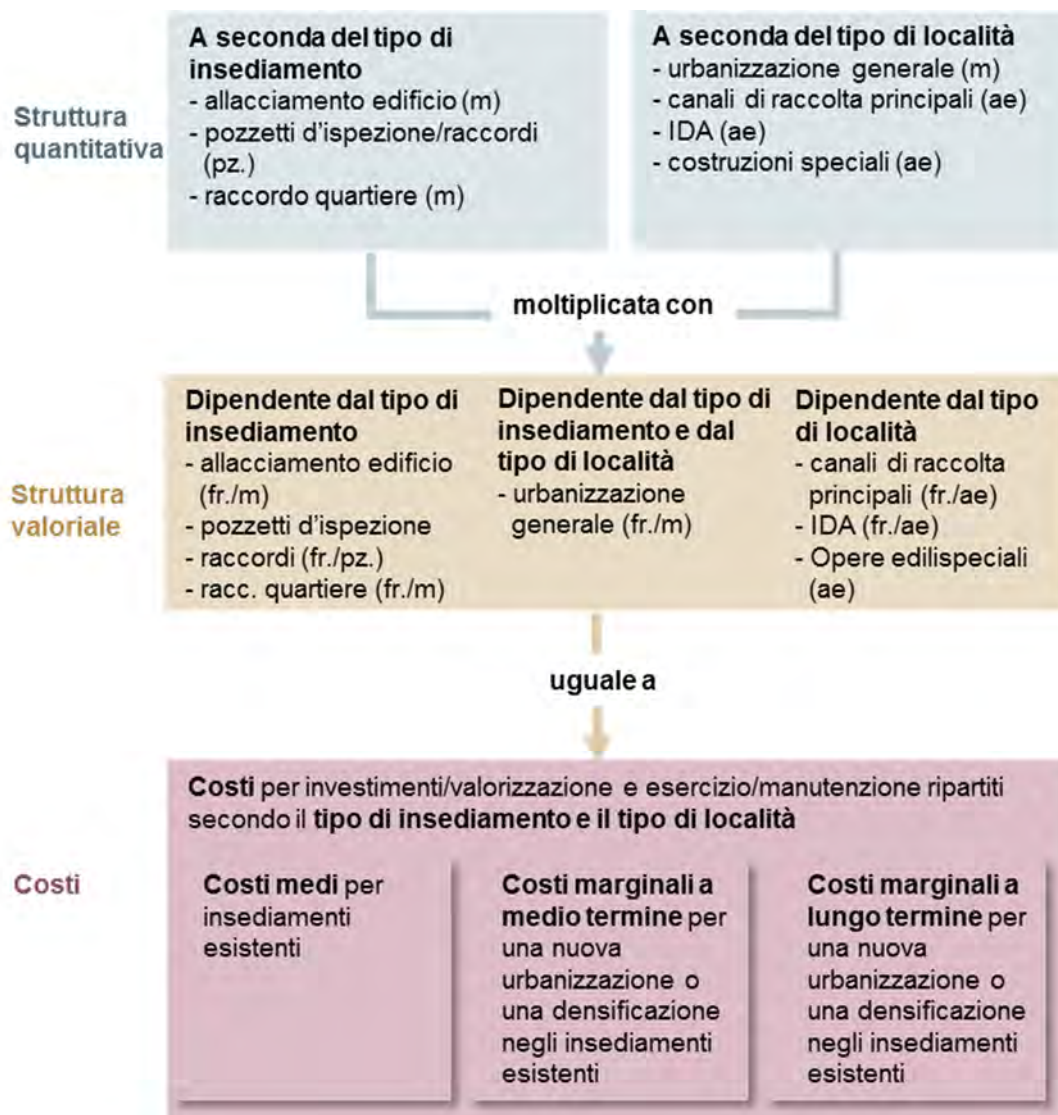 Struttura
quantitativa
A seconda del tipo di
insediamento
- allacciamento edificio (m)
- pozzetti d'ispezione/raccordi
(pz.)
- raccordo quartiere (m)
A seconda del tipo di località
- urbanizzazione generale (m)
- canali di raccolta principali (ae)
- IDA (ae)
- costruzioni speciali (ae)
moltiplicata con
Struttura
valoriale
Dipendente dal tipo di
insediamento
- allacciamento edificio
(fr./m)
- pozzetti d'ispezione
- raccordi (fr./pz.)
- racc. quartiere (fr./m)
Dipendente dal tipo di
insediamento e dal
tipo di località
- urbanizzazione
generale (fr./m)
Dipendente dal tipo
di località
- canali di raccolta
principali (fr./ae)
- IDA (fr./ae)
- Opere edilispeciali
(ae)
uguale a
Costi
Costi per investimenti/valorizzazione e esercizio/manutenzione ripartiti
secondo il tipo di insediamento e il tipo di località
Costi medi per
insediamenti
esistenti
Costi marginali a
medio termine per
una nuova
urbanizzazione o
una densificazione
negli insediamenti
esistenti
Costi marginali a
lungo termine per
una nuova
urbanizzazione o
una densificazione
negli insediamenti
esistenti